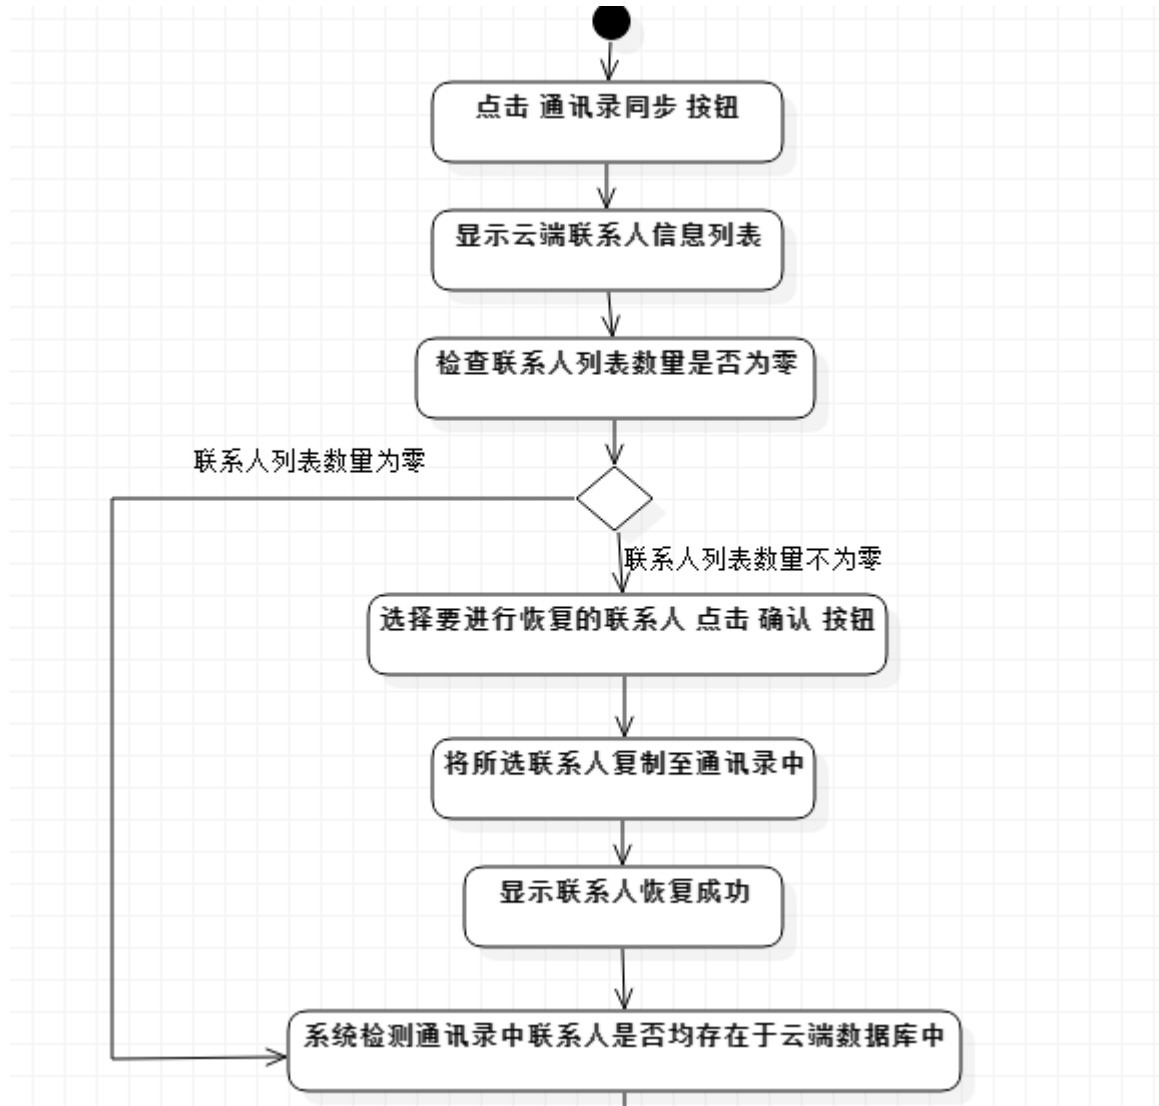 点击 通讯录同步 按钮
显示云端联系人信息列表
检查联系人列表数量是否为零
联系人列表数量为零
联系人列表数量不为零
选择要进行恢复的联系人 点击 确认 按钮
将所选联系人复制至通讯录中
显示联系人恢复成功
系统检测通讯录中联系人是否均存在于云端数据库中